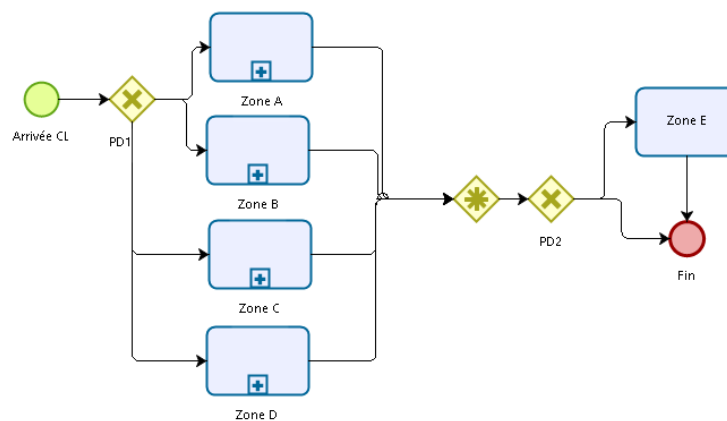 Zone A
Arrivée CL
PD1
Zone B
Zone C
Zone D
PD2
Zone E
Fin